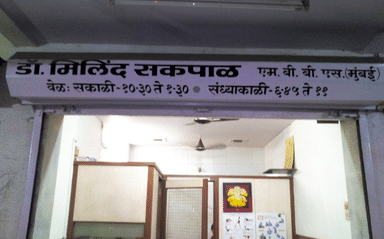 डॉ. मिलिंद सकपाळ एम. बी. बी. एस. (मुंबई)
वेळ: सकाळी-१०.३० ते १.३० • संध्याकाळी-६.४५ ते ११